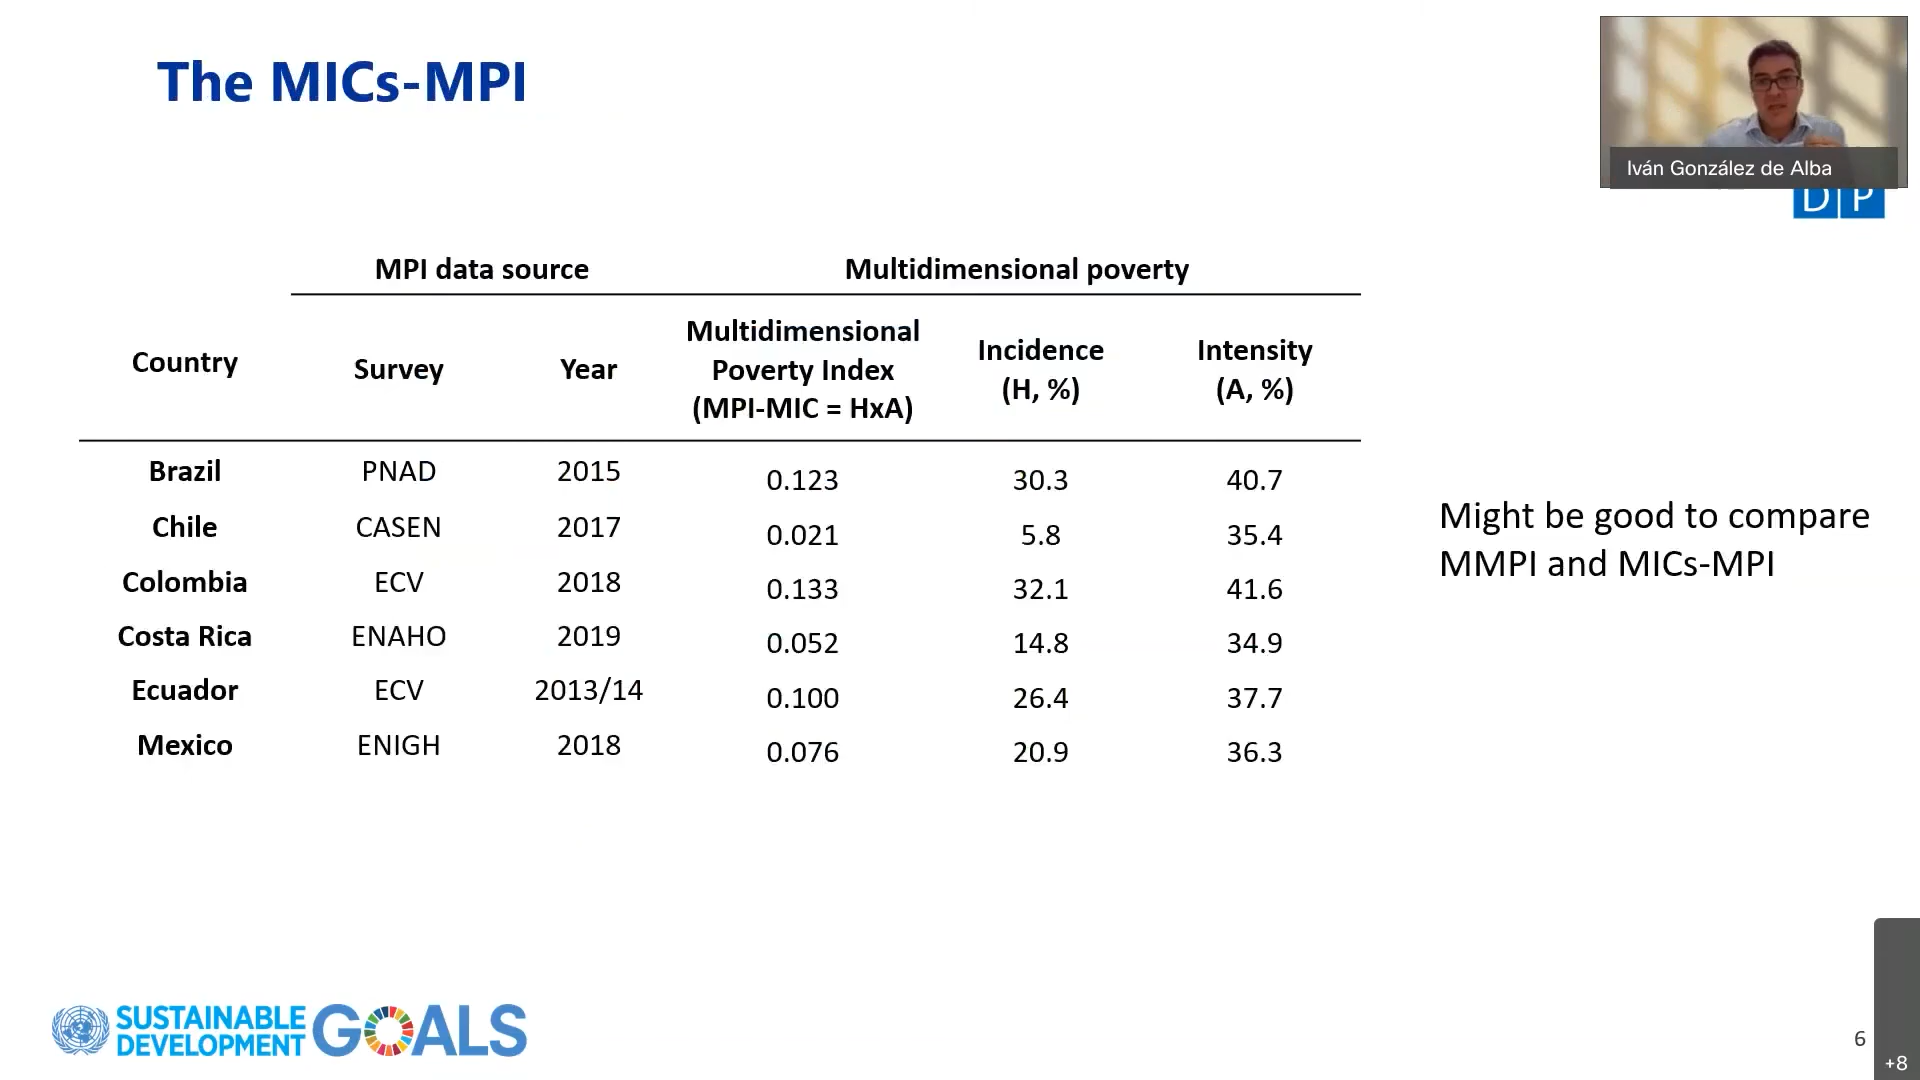 The MICs-MPI
Iván González de Alba
D P
MPI data source Multidimensional poverty
Country Survey Year Multidimensional Poverty Index (MPI-MIC = HxA) Incidence (H, %) Intensity (A, %)
Brazil PNAD 2015 0.123 30.3 40.7
Chile CASEN 2017 0.021 5.8 35.4
Colombia ECV 2018 0.133 32.1 41.6
Costa Rica ENAHO 2019 0.052 14.8 34.9
Ecuador ECV 2013/14 0.100 26.4 37.7
Mexico ENIGH 2018 0.076 20.9 36.3
Might be good to compare
MMPI and MICs-MPI
SUSTAINABLE
DEVELOPMENT
GOALS
6
+8